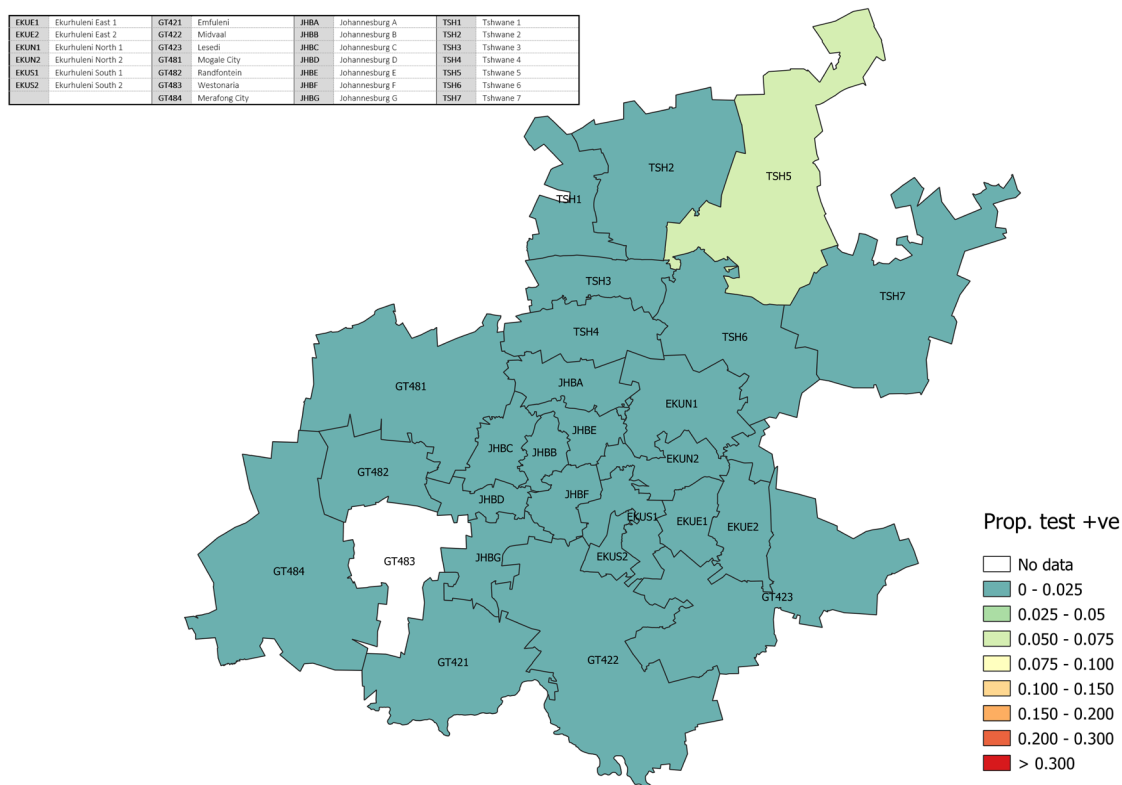 EKUE1 Ekurhuleni East 1 GT421 Emfuleni JHBA Johannesburg A TSH1 Tshwane 1
EKUE2 Ekurhuleni East 2 GT422 Midvaal JHBB Johannesburg B TSH2 Tshwane 2
EKUN1 Ekurhuleni North 1 GT423 Lesedi JHBC Johannesburg C TSH3 Tshwane 3
EKUN2 Ekurhuleni North 2 GT481 Mogale City JHBD Johannesburg D TSH4 Tshwane 4
EKUS1 Ekurhuleni South 1 GT482 Randfontein JHBE Johannesburg E TSH5 Tshwane 5
EKUS2 Ekurhuleni South 2 GT483 Westonaria JHBF Johannesburg F TSH6 Tshwane 6
GT484 Merafong City JHBG Johannesburg G TSH7 Tshwane 7
TSH2
TSH5
TSH1
TSH3
TSH7
TSH4
TSH6
GT481
JHBA
EKUN1
JHBE
JHBC
JHBB
EKUN2
GT482
JHBD
JHBF
EKUS1
EKUE1
EKUE2
GT483
JHBG
EKUS2
GT484
GT423
GT421
GT422
Prop. test +ve
No data
0 - 0.025
0.025 - 0.05
0.050 - 0.075
0.075 - 0.100
0.100 - 0.150
0.150 - 0.200
0.200 - 0.300
> 0.300